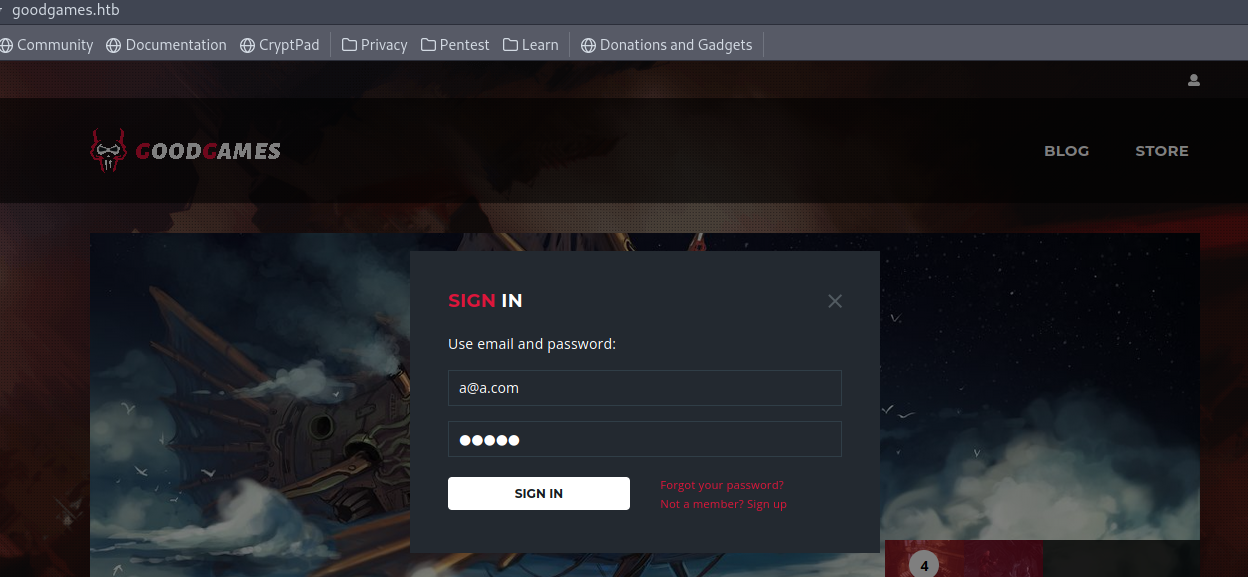 goodgames.htb
Community Documentation CryptPad Privacy Pentest Learn Donations and Gadgets
GOODGAMES
BLOG STORE
SIGN IN
Use email and password:
a@a.com
●●●●●
SIGN IN
Forgot your password?
Not a member? Sign up
4